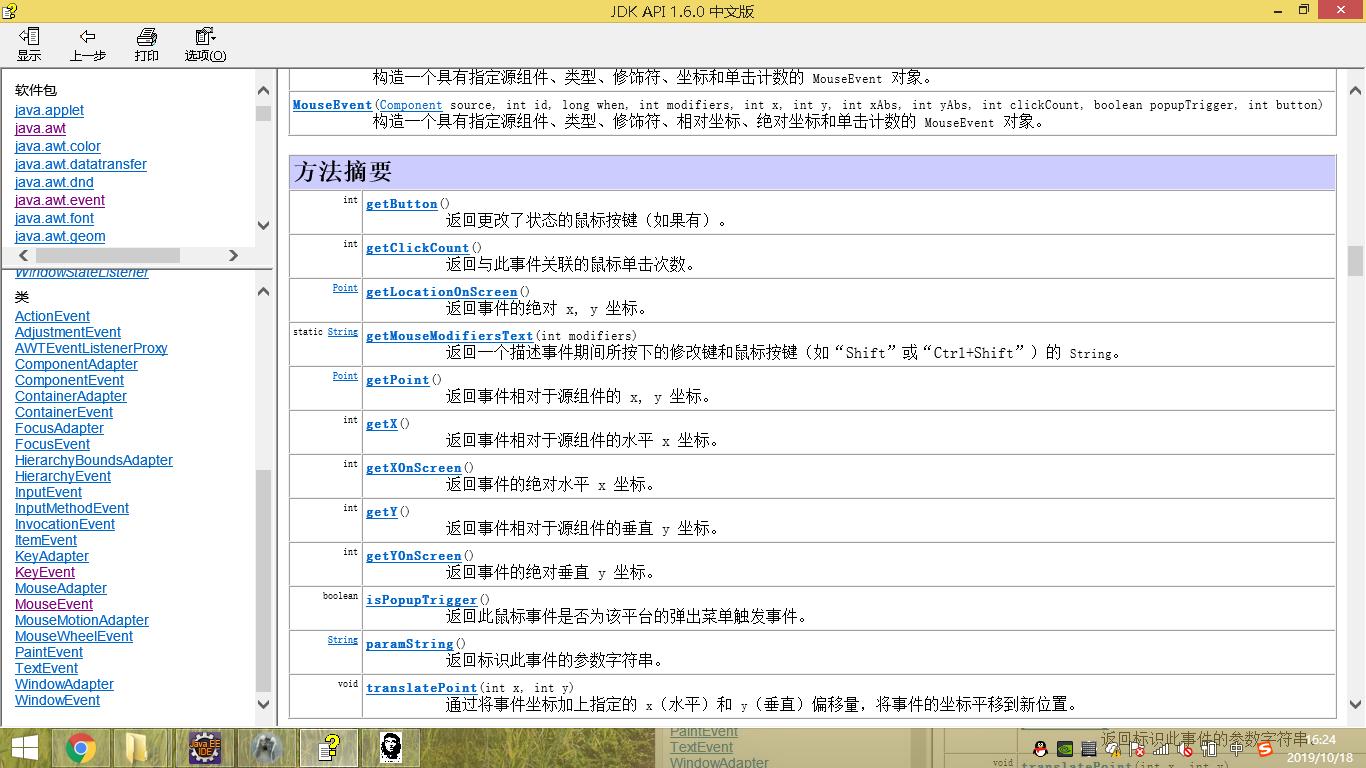 JDK API 1.6.0 中文版
显示 上一步 打印 选项(O)
软件包
java.applet
java.awt
java.awt.color
java.awt.datatransfer
java.awt.dnd
java.awt.event
java.awt.font
java.awt.geom
WindowStateListener
类
ActionEvent
AdjustmentEvent
AWTEventListenerProxy
ComponentAdapter
ComponentEvent
ContainerAdapter
ContainerEvent
FocusAdapter
FocusEvent
HierarchyBoundsAdapter
HierarchyEvent
InputEvent
InputMethodEvent
InvocationEvent
ItemEvent
KeyAdapter
KeyEvent
MouseAdapter
MouseEvent
MouseMotionAdapter
MouseWheelEvent
PaintEvent
TextEvent
WindowAdapter
WindowEvent
构造一个具有指定源组件、类型、修饰符、坐标和单击计数的 MouseEvent 对象。
MouseEvent(Component source, int id, long when, int modifiers, int x, int y, int xAbs, int yAbs, int clickCount, boolean popupTrigger, int button)
构造一个具有指定源组件、类型、修饰符、相对坐标、绝对坐标和单击计数的 MouseEvent 对象。
方法摘要
int getButton()
返回更改了状态的鼠标按键（如果有）。
int getClickCount()
返回与此事件关联的鼠标单击次数。
Point getLocationOnScreen()
返回事件的绝对 x, y 坐标。
static String getMouseModifiersText(int modifiers)
返回一个描述事件期间所按下的修改键和鼠标按键（如“Shift”或“Ctrl+Shift”）的 String。
Point getPoint()
返回事件相对于源组件的 x, y 坐标。
int getX()
返回事件相对于源组件的水平 x 坐标。
int getXOnScreen()
返回事件的绝对水平 x 坐标。
int getY()
返回事件相对于源组件的垂直 y 坐标。
int getYOnScreen()
返回事件的绝对垂直 y 坐标。
boolean isPopupTrigger()
返回此鼠标事件是否为该平台的弹出菜单触发事件。
String paramString()
返回标识此事件的参数字符串。
void translatePoint(int x, int y)
通过将事件坐标加上指定的 x（水平）和 y（垂直）偏移量，将事件的坐标平移到新位置。
Java EE
IDE
PaintEvent
TextEvent
WindowAdapter
返回标识此事件的参数字符串。
void translatePoint(int x, int y)
中
16:24
2019/10/18